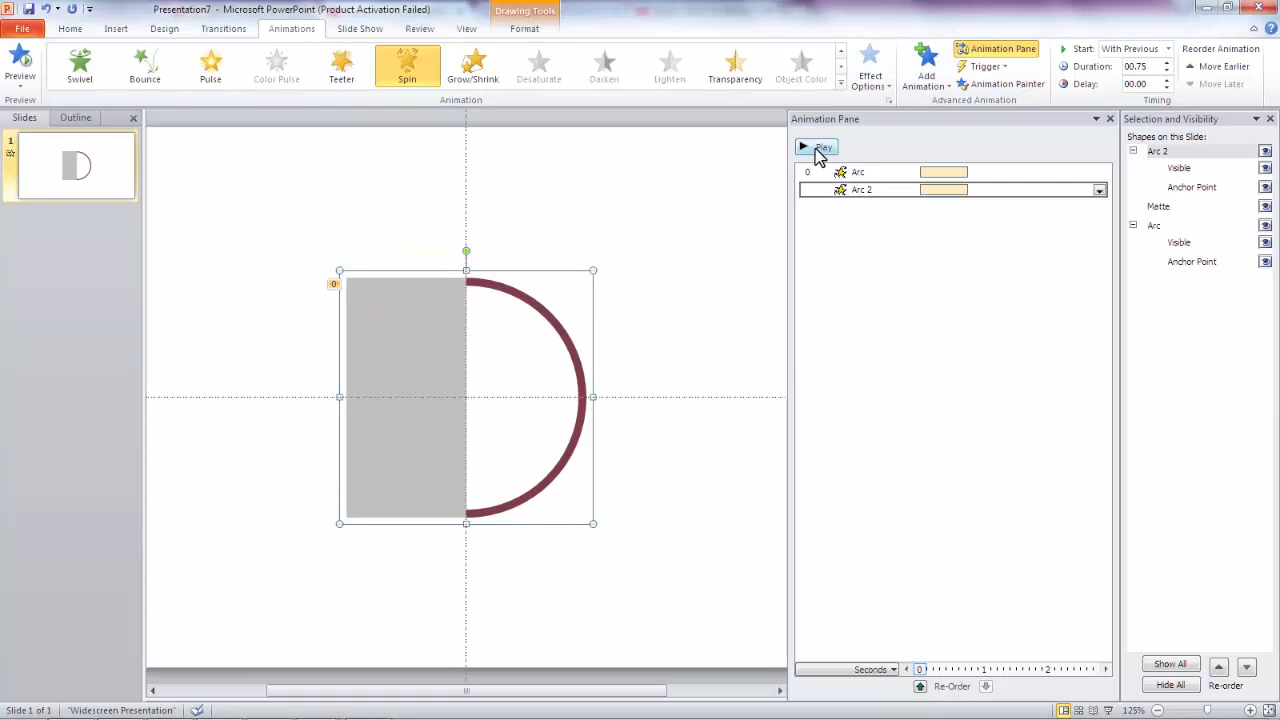 Presentation7 - Microsoft PowerPoint (Product Activation Failed)
Drawing Tools
File
Home
Insert
Design
Transitions
Animations
Slide Show
Review
View
Format
Preview
Swivel
Bounce
Pulse
Color Pulse
Teeter
Spin
Grow/Shrink
Desaturate
Darken
Lighten
Transparency
Object Color
Effect
Options
Add
Animation
Animation Pane
Trigger
Animation Painter
Start: With Previous
Duration: 00.75
Delay: 00.00
Reorder Animation
Move Earlier
Move Later
Preview
Animation
Advanced Animation
Timing
Slides
Outline
1
0
Animation Pane
Play
0 Arc
Arc 2
Seconds
0 1 2
Re-Order
Selection and Visibility
Shapes on this Slide:
Arc 2
Visible
Anchor Point
Matte
Arc
Visible
Anchor Point
Show All
Hide All
Re-order
Slide 1 of 1
"Widescreen Presentation"
125%